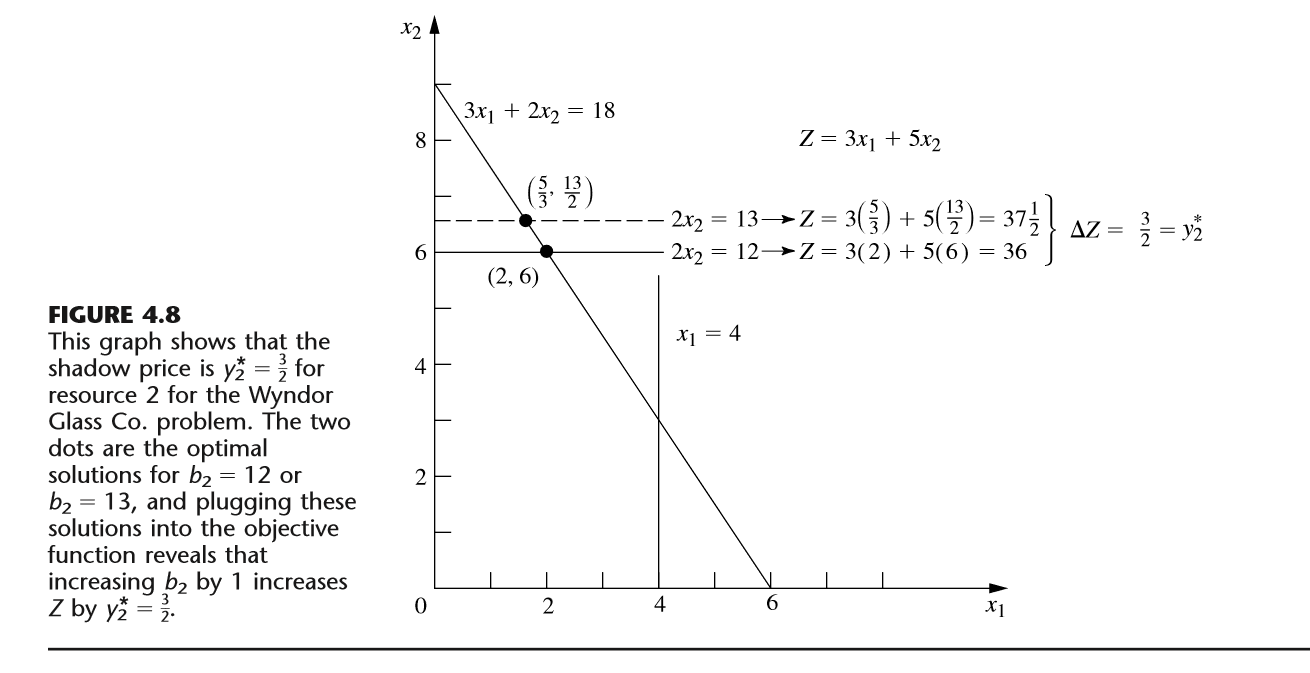 x₂
3x₁ + 2x₂ = 18
8
Z = 3x₁ + 5x₂
(5/3, 13/2)
2x₂ = 13→Z = 3(5/3) + 5(13/2) = 37 1/2
ΔZ = 3/2 = y₂*
6
2x₂ = 12→Z = 3(2) + 5(6) = 36
(2, 6)
x₁ = 4
4
2
0
2
4
6
x₁
FIGURE 4.8
This graph shows that the
shadow price is y₂* = 3/2 for
resource 2 for the Wyndor
Glass Co. problem. The two
dots are the optimal
solutions for b₂ = 12 or
b₂ = 13, and plugging these
solutions into the objective
function reveals that
increasing b₂ by 1 increases
Z by y₂* = 3/2.